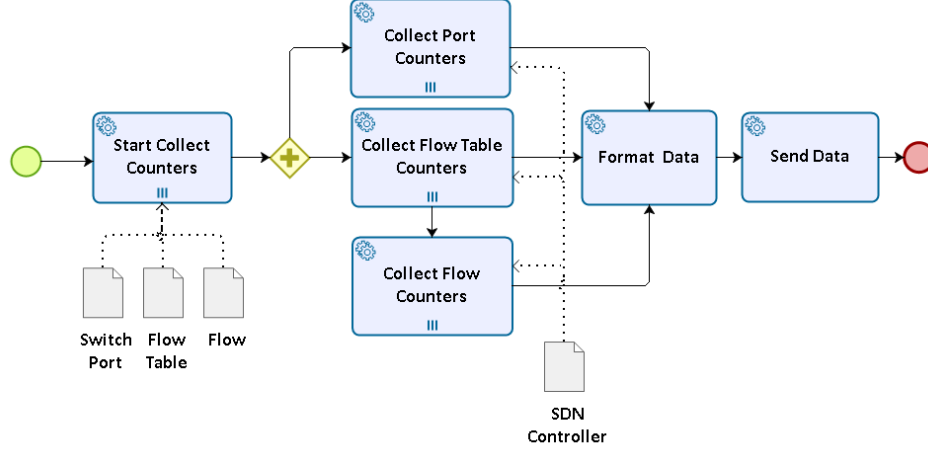 Collect Port
Counters
Start Collect
Counters
Collect Flow Table
Counters
Format Data
Send Data
Collect Flow
Counters
Switch
Port
Flow
Table
Flow
SDN
Controller